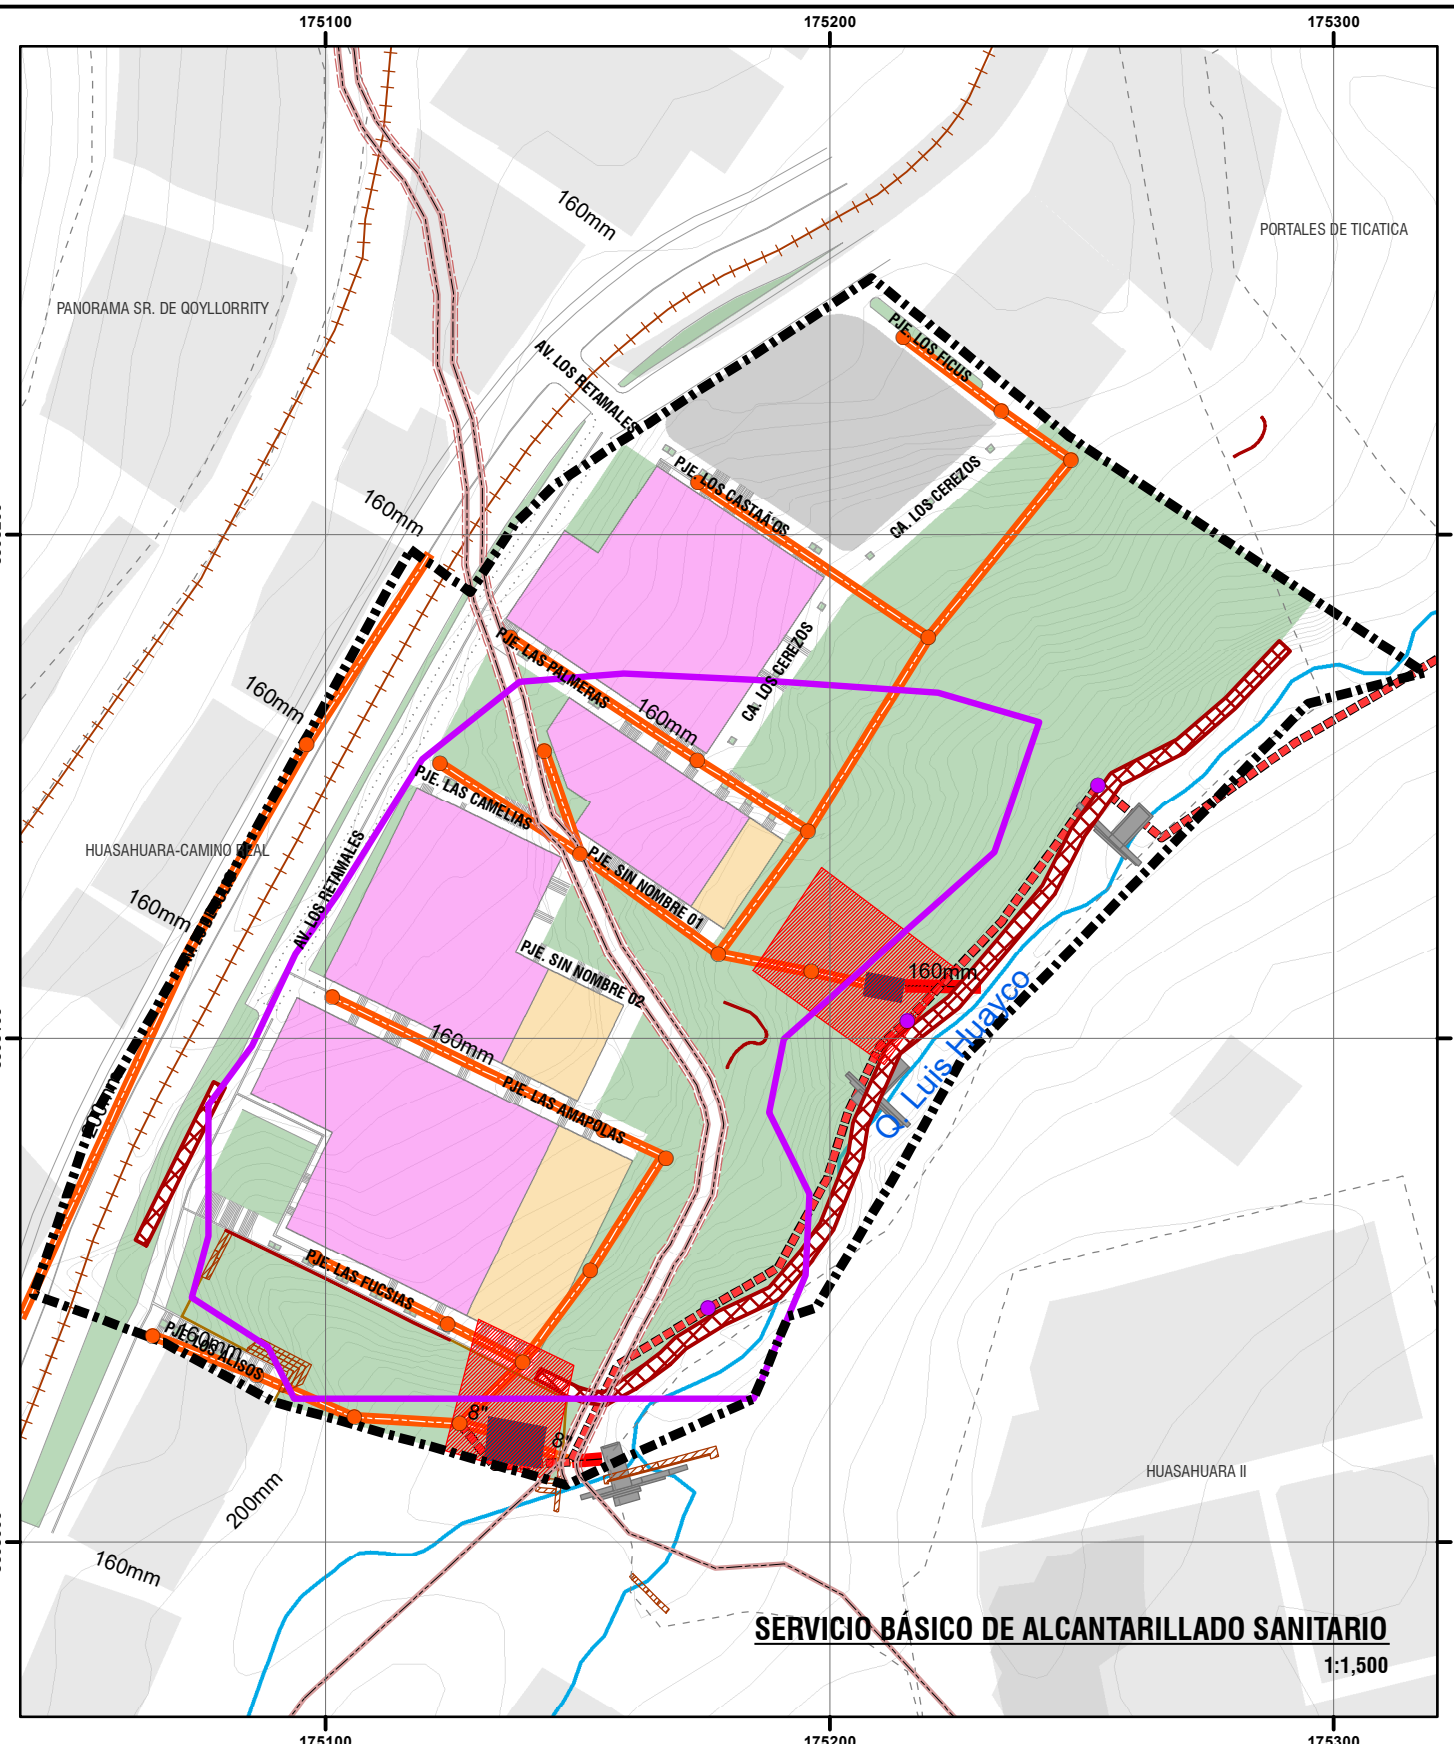 175100
175200
175300
160mm
PORTALES DE TICATICA
PANORAMA SR. DE QOYLLORRITY
PJE. LOS FICUS
AV. LOS RETAMALES
PJE. LOS CASTAÃ‘OS
CA. LOS CEREZOS
160mm
PJE. LAS PALMERAS
CA. LOS CEREZOS
160mm
160mm
PJE. LAS CAMELIAS
HUASAHUARA-CAMINO REAL
AV. LOS RETAMALES
PJE. SIN NOMBRE 01
160mm
PJE. SIN NOMBRE 02
160mm
Q. Luis Huayco
160mm
PJE. LAS AMAPOLAS
PJE. LAS FUCSIAS
160mm
PJE. LOS ALISOS
8"
8"
200mm
HUASAHUARA II
160mm
SERVICIO BÁSICO DE ALCANTARILLADO SANITARIO
1:1,500
175100
175200
175300